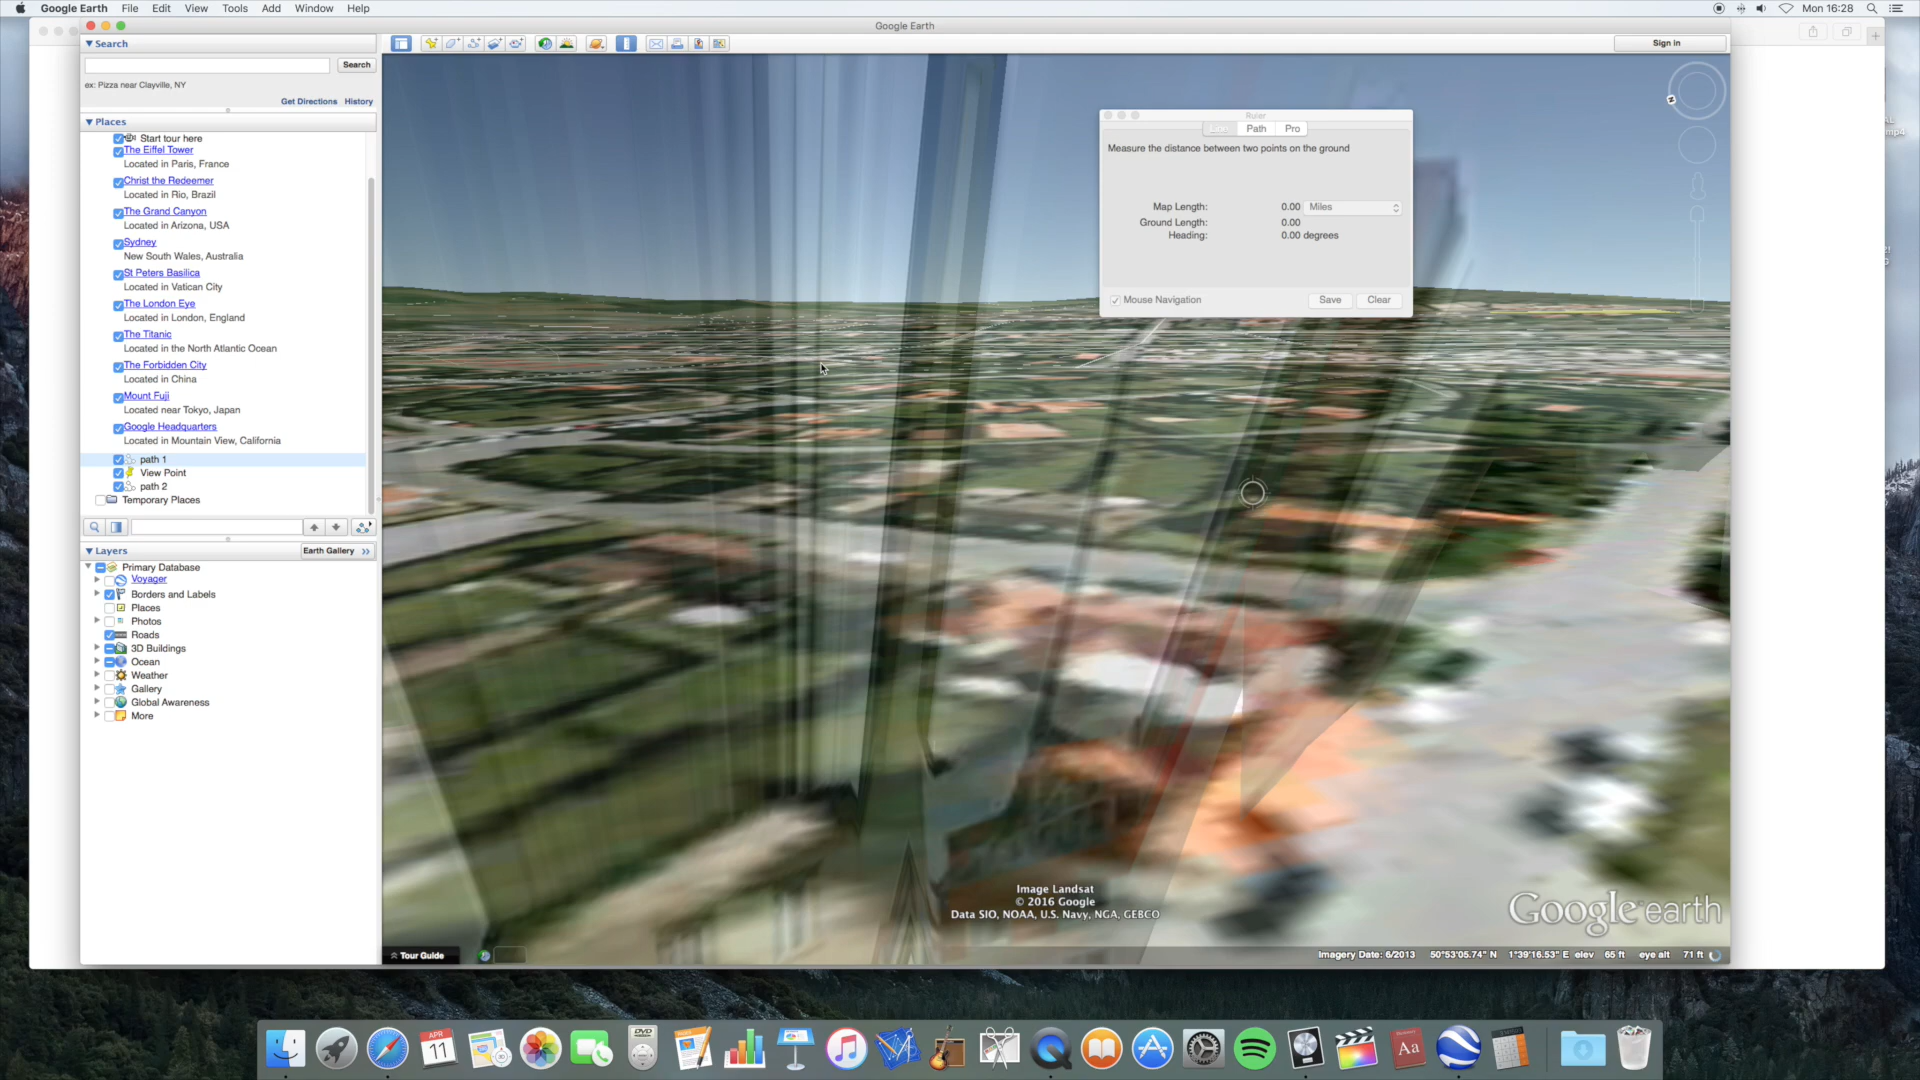 Google Earth File Edit View Tools Add Window Help Mon 16:28
Google Earth
Search
Search
ex: Pizza near Clayville, NY
Get Directions History
Places
Start tour here
The Eiffel Tower
Located in Paris, France
Christ the Redeemer
Located in Rio, Brazil
The Grand Canyon
Located in Arizona, USA
Sydney
New South Wales, Australia
St Peters Basilica
Located in Vatican City
The London Eye
Located in London, England
The Titanic
Located in the North Atlantic Ocean
The Forbidden City
Located in China
Mount Fuji
Located near Tokyo, Japan
Google Headquarters
Located in Mountain View, California
path 1
View Point
path 2
Temporary Places
Layers Earth Gallery >>
Primary Database
Voyager
Borders and Labels
Places
Photos
Roads
3D Buildings
Ocean
Weather
Gallery
Global Awareness
More
Sign in
N
Ruler
Line Path Pro
Measure the distance between two points on the ground
Map Length: 0.00 Miles
Ground Length: 0.00
Heading: 0.00 degrees
Mouse Navigation Save Clear
Image Landsat
© 2016 Google
Data SIO, NOAA, U.S. Navy, NGA, GEBCO
Google earth
Tour Guide
Imagery Date: 6/2013 50°53'05.74" N 1°39'16.53" E elev 65 ft eye alt 71 ft
mp4
APR
11
DVD
PAGES
Aa